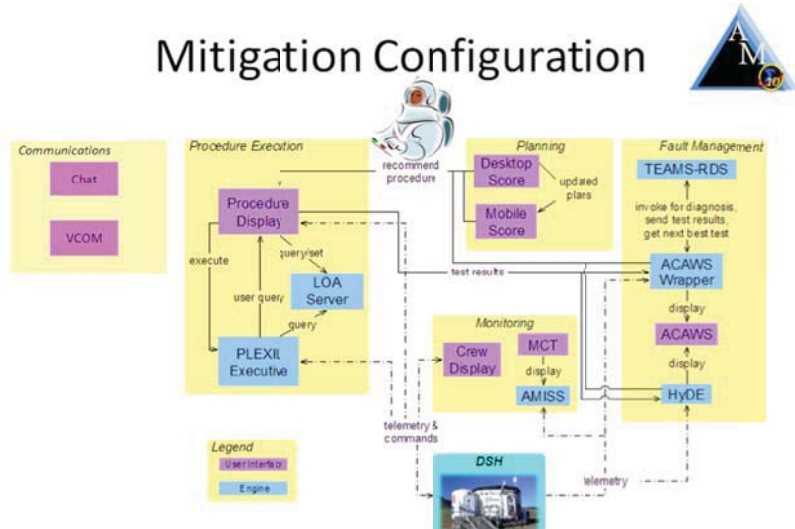 Mitigation Configuration
A
M
Communications
Chat
VCOM
Procedure Execution
Procedure
Display
execute
query/set
user query
LOA
Server
query
PLEXIL
Executive
recommend
procedure
Planning
Desktop
Score
Mobile
Score
updated
plans
Fault Management
TEAMS-RDS
invoke for diagnosis,
send test results,
get next best test
ACAWS
Wrapper
display
ACAWS
display
HyDE
test results
Monitoring
Crew
Display
MCT
display
AMISS
telemetry &
commands
Legend
User Interface
Engine
DSH
telemetry